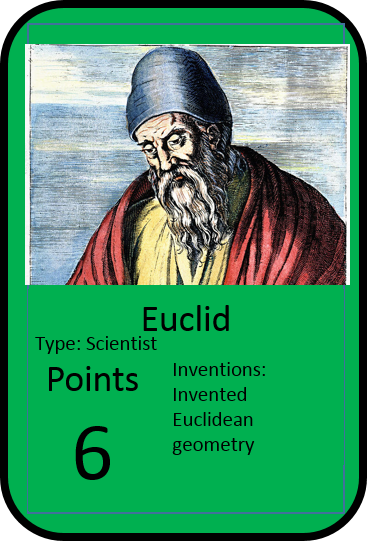 Euclid
Type: Scientist
Points
6
Inventions:
Invented
Euclidean
geometry